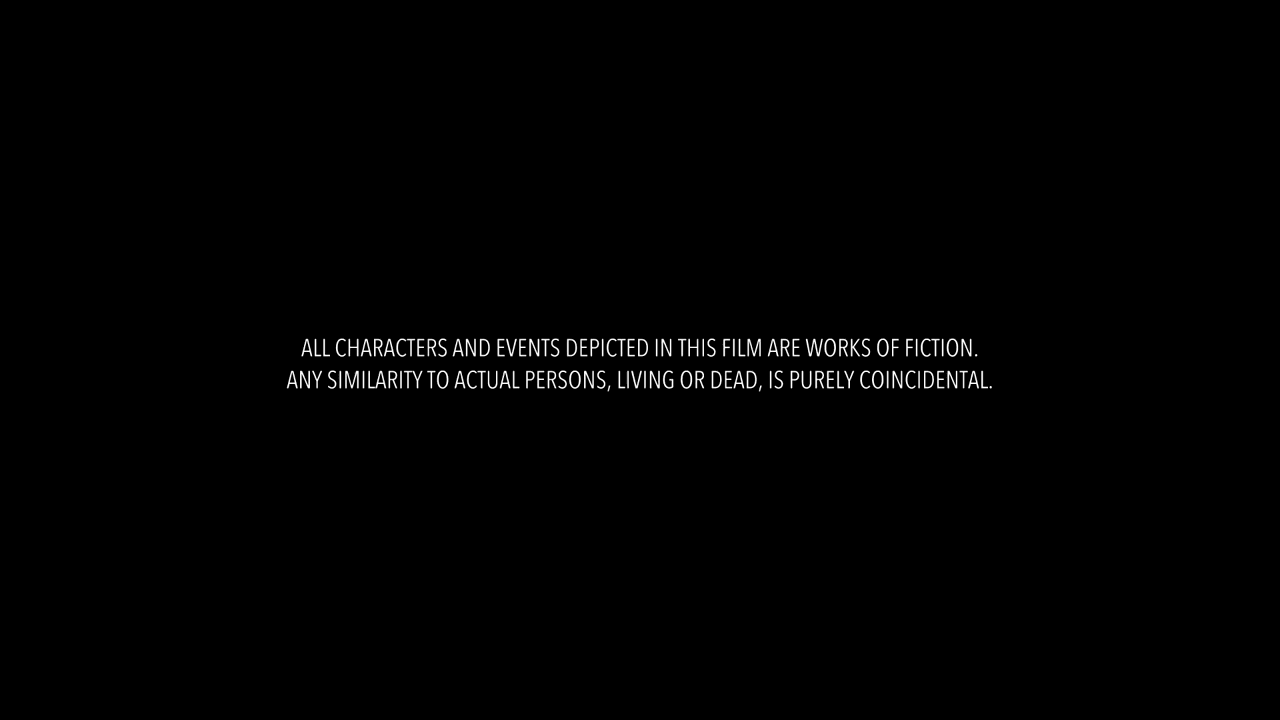 ALL CHARACTERS AND EVENTS DEPICTED IN THIS FILM ARE WORKS OF FICTION.
ANY SIMILARITY TO ACTUAL PERSONS, LIVING OR DEAD, IS PURELY COINCIDENTAL.